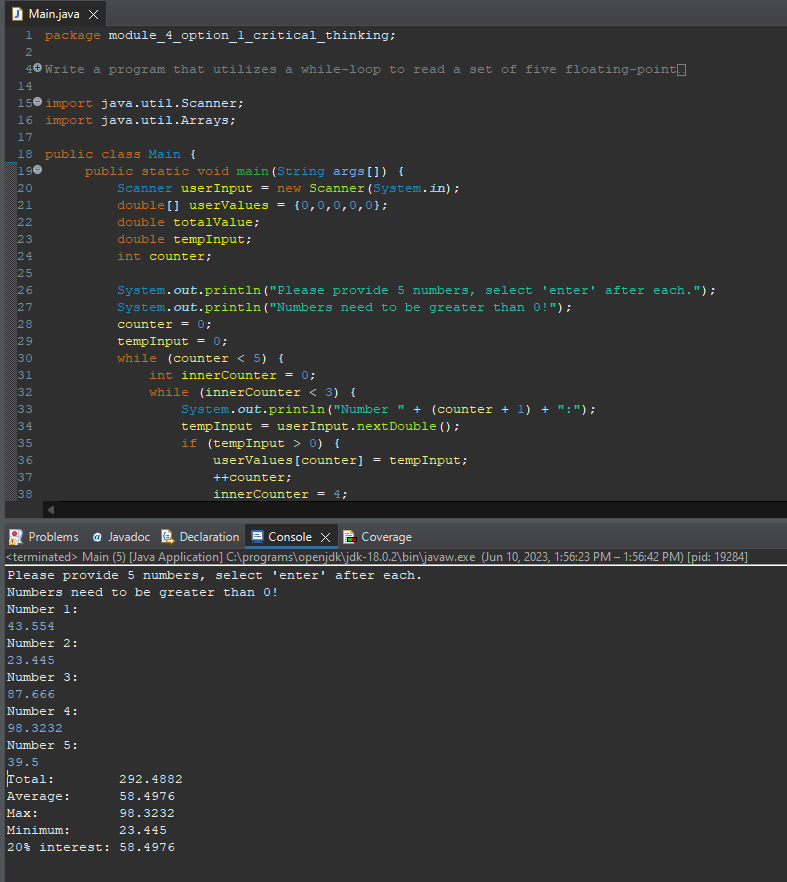 Main.java
1 package module_4_option_1_critical_thinking;
2
4 Write a program that utilizes a while-loop to read a set of five floating-point
14
15 import java.util.Scanner;
16 import java.util.Arrays;
17
18 public class Main {
19     public static void main(String args[]) {
20         Scanner userInput = new Scanner(System.in);
21         double[] userValues = {0,0,0,0,0};
22         double totalValue;
23         double tempInput;
24         int counter;
25
26         System.out.println("Please provide 5 numbers, select 'enter' after each.");
27         System.out.println("Numbers need to be greater than 0!");
28         counter = 0;
29         tempInput = 0;
30         while (counter < 5) {
31             int innerCounter = 0;
32             while (innerCounter < 3) {
33                 System.out.println("Number " + (counter + 1) + ":");
34                 tempInput = userInput.nextDouble();
35                 if (tempInput > 0) {
36                     userValues[counter] = tempInput;
37                     ++counter;
38                     innerCounter = 4;
Problems Javadoc Declaration Console Coverage
<terminated> Main (5) [Java Application] C:\programs\openjdk\jdk-18.0.2\bin\javaw.exe (Jun 10, 2023, 1:56:23 PM – 1:56:42 PM) [pid: 19284]
Please provide 5 numbers, select 'enter' after each.
Numbers need to be greater than 0!
Number 1:
43.554
Number 2:
23.445
Number 3:
87.666
Number 4:
98.3232
Number 5:
39.5
Total:        292.4882
Average:      58.4976
Max:          98.3232
Minimum:      23.445
20% interest: 58.4976